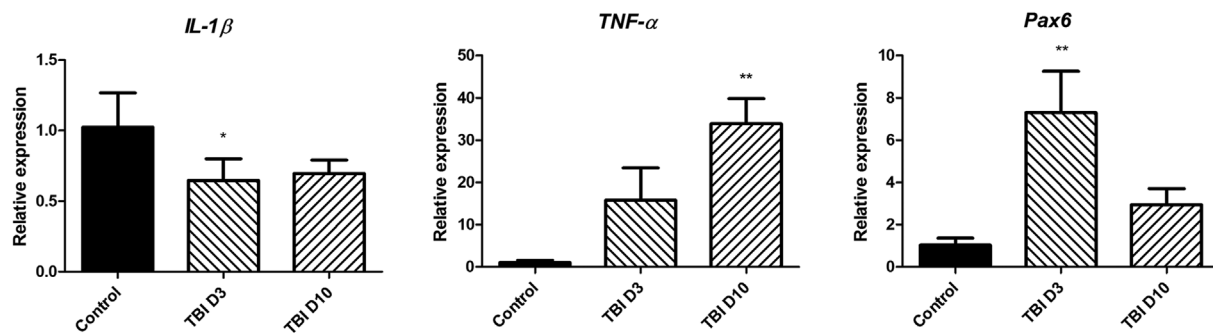 IL-1β
Relative expression
1.5
1.0
0.5
0.0
*
Control
TBI D3
TBI D10
TNF-α
Relative expression
50
40
30
20
10
0
**
Control
TBI D3
TBI D10
Pax6
Relative expression
10
8
6
4
2
0
**
Control
TBI D3
TBI D10